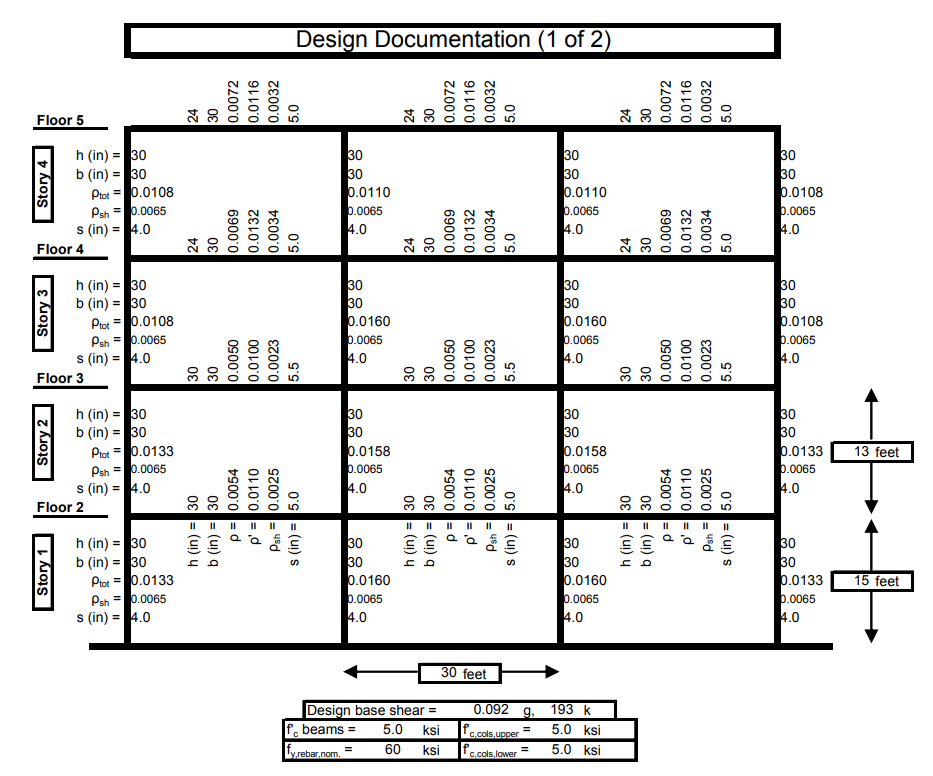 Design Documentation (1 of 2)
24 30 0.0072 0.0116 0.0032 5.0 24 30 0.0072 0.0116 0.0032 5.0 24 30 0.0072 0.0116 0.0032 5.0
Floor 5
Story 4
h (in) = 30 30 30 30
b (in) = 30 30 30 30
ρtot = 0.0108 0.0110 0.0110 0.0108
ρsh = 0.0065 0.0065 0.0065 0.0065
s (in) = 4.0 4.0 4.0 4.0
24 30 0.0069 0.0132 0.0034 5.0 24 30 0.0069 0.0132 0.0034 5.0 24 30 0.0069 0.0132 0.0034 5.0
Floor 4
Story 3
h (in) = 30 30 30 30
b (in) = 30 30 30 30
ρtot = 0.0108 0.0160 0.0160 0.0108
ρsh = 0.0065 0.0065 0.0065 0.0065
s (in) = 4.0 4.0 4.0 4.0
30 30 0.0050 0.0100 0.0023 5.5 30 30 0.0050 0.0100 0.0023 5.5 30 30 0.0050 0.0100 0.0023 5.5
Floor 3
Story 2
h (in) = 30 30 30 30
b (in) = 30 30 30 30
ρtot = 0.0133 0.0158 0.0158 0.0133
13 feet
ρsh = 0.0065 0.0065 0.0065 0.0065
s (in) = 4.0 4.0 4.0 4.0
h (in) = 30 b (in) = 30 ρ = 0.0054 ρ' = 0.0110 ρsh = 0.0025 s (in) = 5.0 h (in) = 30 b (in) = 30 ρ = 0.0054 ρ' = 0.0110 ρsh = 0.0025 s (in) = 5.0 h (in) = 30 b (in) = 30 ρ = 0.0054 ρ' = 0.0110 ρsh = 0.0025 s (in) = 5.0
Floor 2
Story 1
h (in) = 30 30 30 30
b (in) = 30 30 30 30
ρtot = 0.0133 0.0160 0.0160 0.0133
15 feet
ρsh = 0.0065 0.0065 0.0065 0.0065
s (in) = 4.0 4.0 4.0 4.0
30 feet
Design base shear = 0.092 g, 193 k
f'c beams = 5.0 ksi f'c,cols,upper = 5.0 ksi
fy,rebar,nom. = 60 ksi f'c,cols,lower = 5.0 ksi